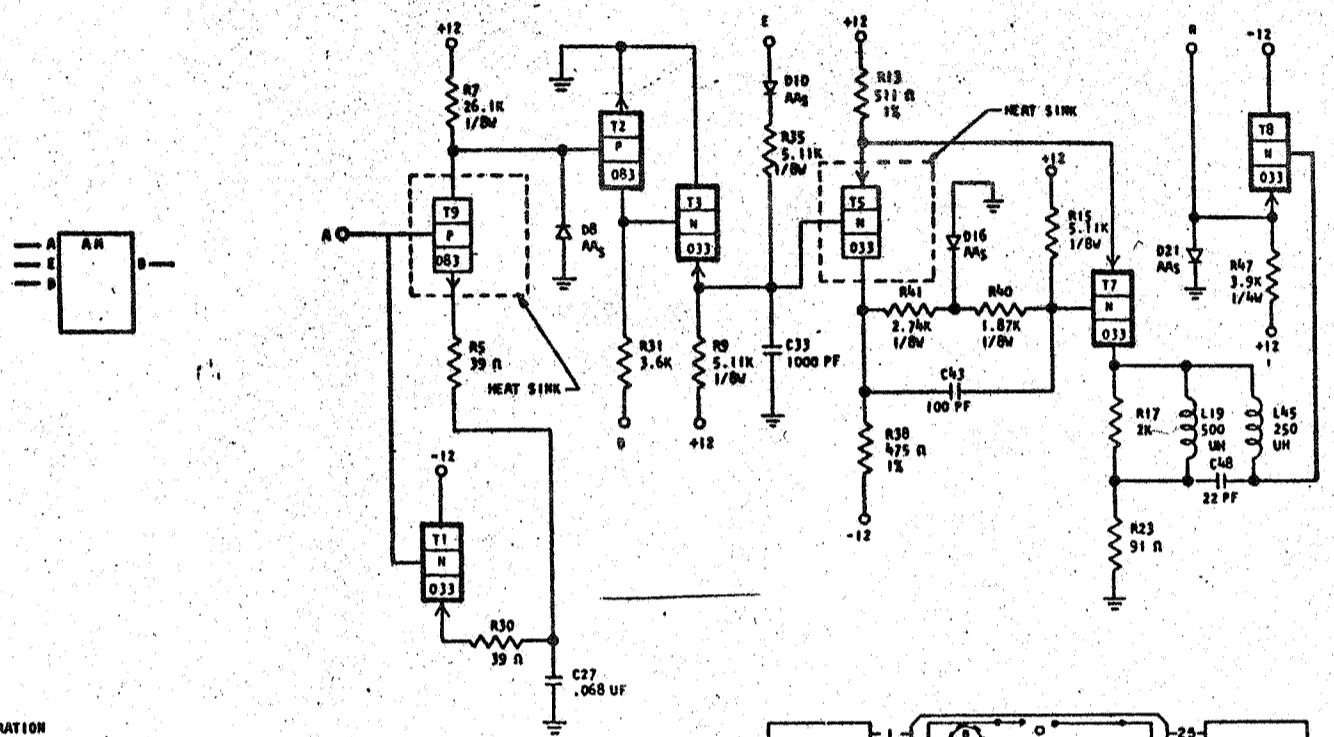 A
E
D
AM
B
+12
R7
26.1K
1/8W
T9
P
083
A
R5
39 Ω
HEAT SINK
-12
T1
N
033
R30
39 Ω
C27
.068 UF
T2
P
083
D8
AAS
R31
3.6K
D
T3
N
033
R9
5.11K
1/8W
+12
E
D10
AAS
R35
5.11K
1/8W
C33
1000 PF
+12
R13
511 Ω
1%
HEAT SINK
T5
N
033
D16
AAS
R41
2.74K
1/8W
R40
1.87K
1/8W
+12
R15
5.11K
1/8W
C43
100 PF
R38
475 Ω
1%
-12
T7
N
033
R17
2K
L19
500
UH
L45
250
UH
C48
22 PF
R23
91 Ω
-12
T8
N
033
D21
AAS
R47
3.9K
1/4W
+12
RATION
1
25